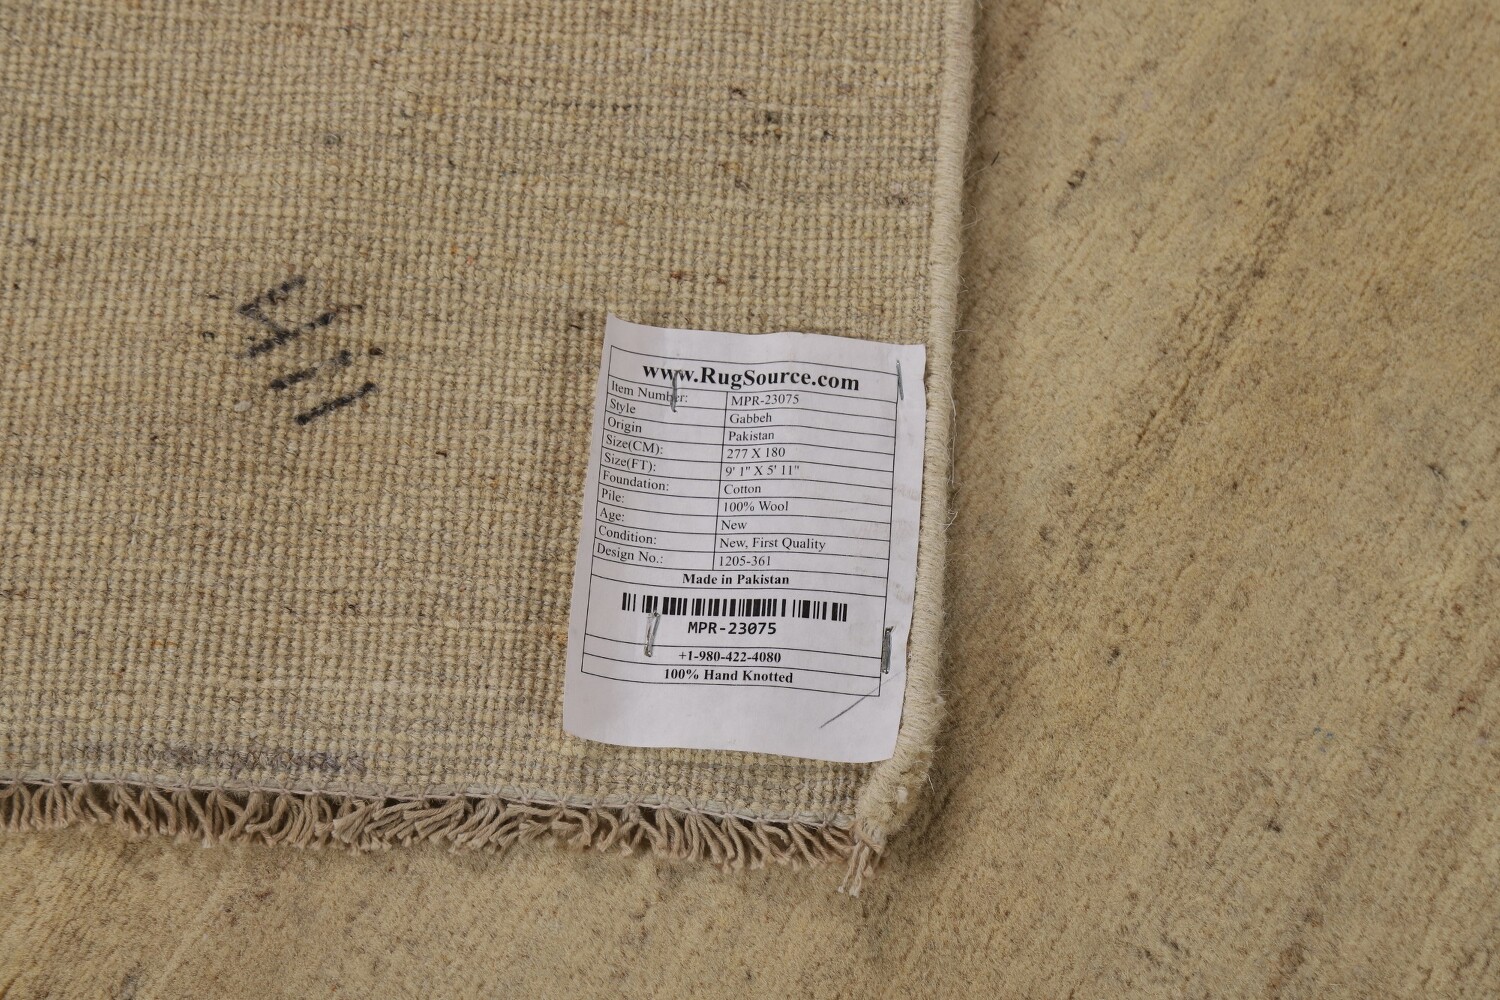 www.RugSource.com
Item Number: MPR-23075
Style Gabbeh
Origin Pakistan
Size(CM): 277 X 180
Size(FT): 9' 1" X 5' 11"
Foundation: Cotton
Pile: 100% Wool
Age: New
Condition: New, First Quality
Design No.: 1205-361
Made in Pakistan
MPR-23075
+1-980-422-4080
100% Hand Knotted